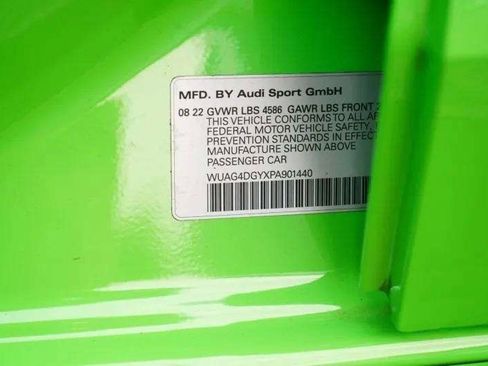 MFD. BY Audi Sport GmbH
08 22 GVWR LBS 4586 GAWR LBS FRONT
THIS VEHICLE CONFORMS TO ALL
FEDERAL MOTOR VEHICLE SAFETY,
PREVENTION STANDARDS IN EFFECT
MANUFACTURE SHOWN ABOVE
PASSENGER CAR
WUAG4DGYXPA901440